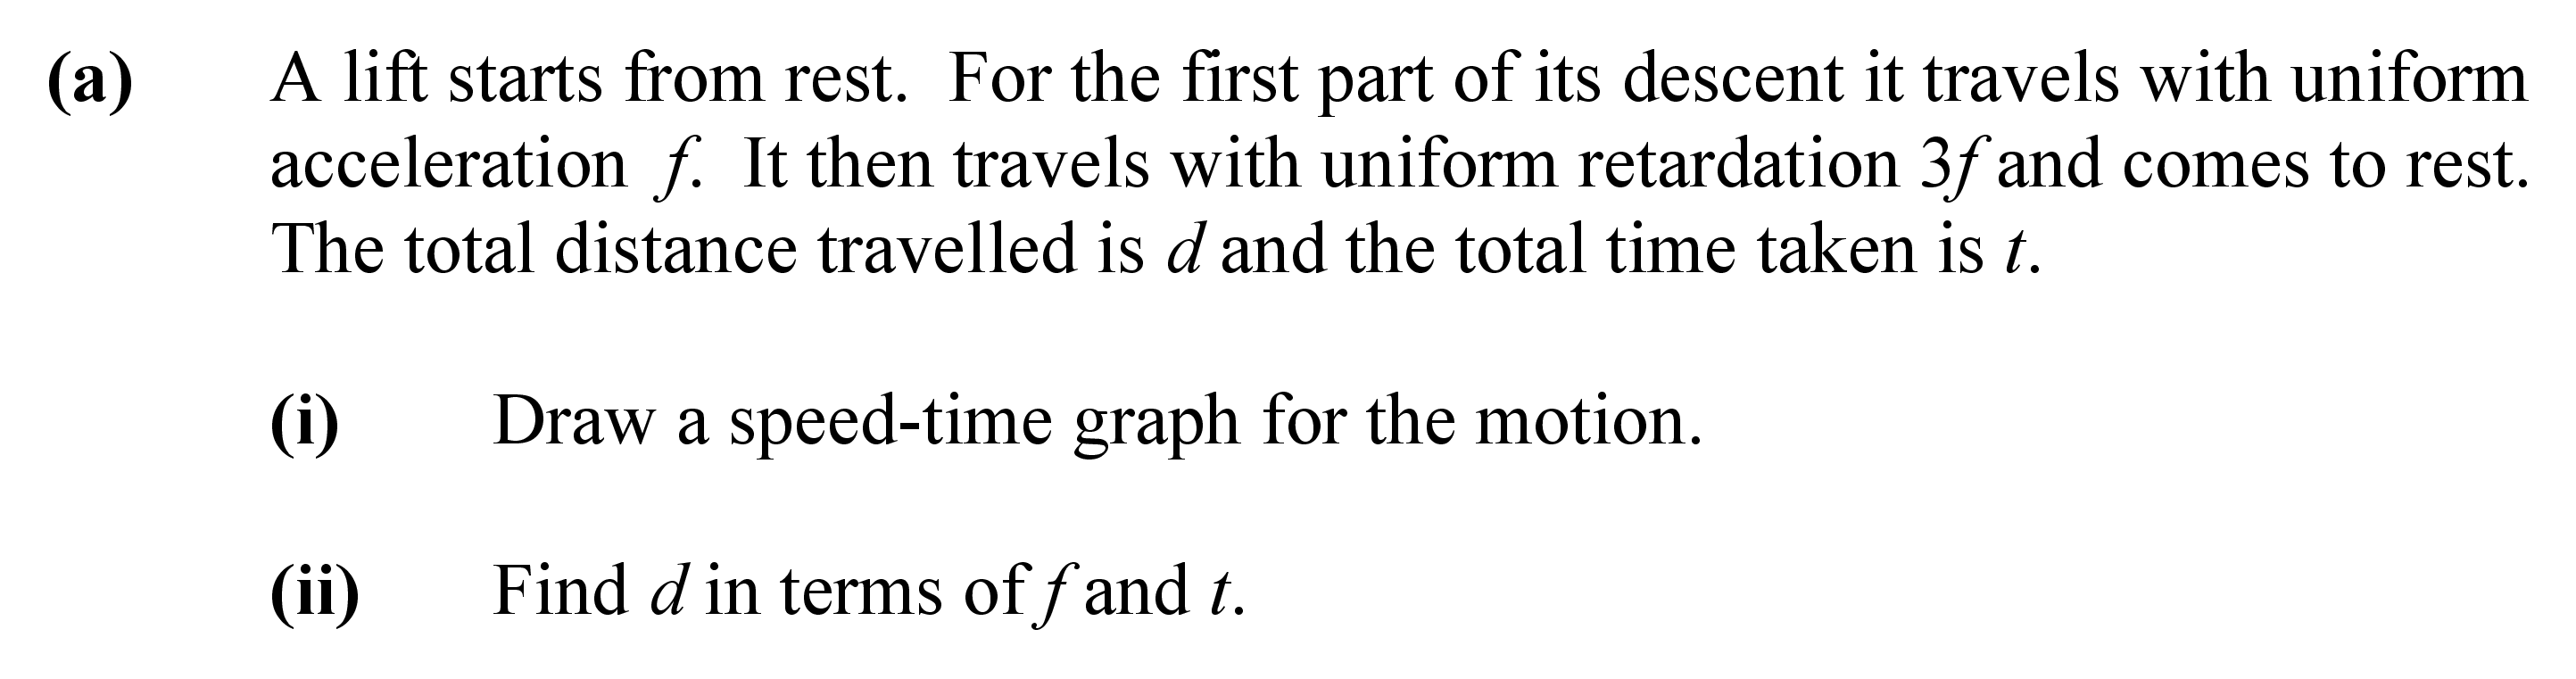 (a) A lift starts from rest. For the first part of its descent it travels with uniform
acceleration f. It then travels with uniform retardation 3f and comes to rest.
The total distance travelled is d and the total time taken is t.
(i) Draw a speed-time graph for the motion.
(ii) Find d in terms of f and t.